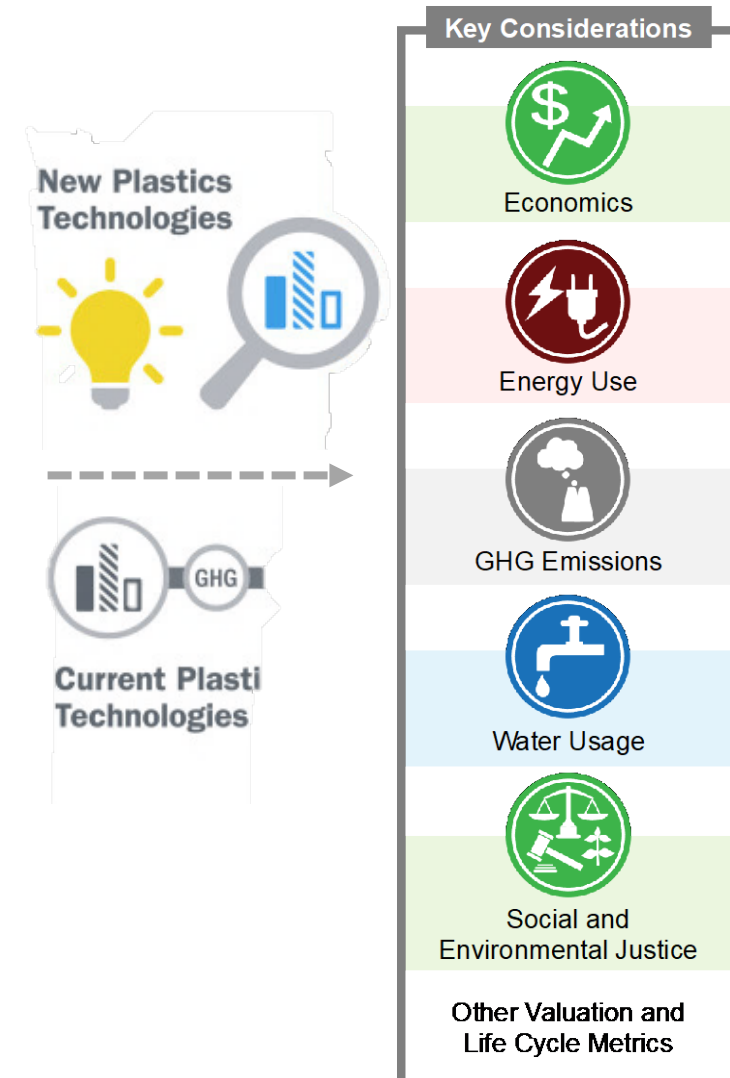 Key Considerations
New Plastics
Technologies
$
Economics
Energy Use
GHG Emissions
GHG
Current Plasti
Technologies
Water Usage
Social and
Environmental Justice
Other Valuation and
Life Cycle Metrics